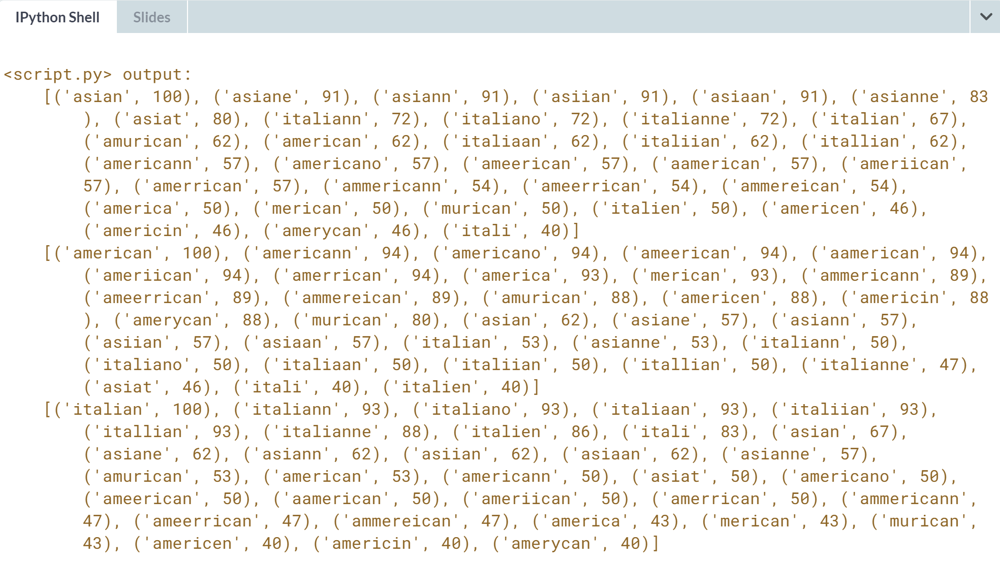 IPython Shell
Slides
<script.py> output:
[('asian', 100), ('asiane', 91), ('asiann', 91), ('asiian', 91), ('asiaan', 91), ('asianne', 83
), ('asiat', 80), ('italiann', 72), ('italiano', 72), ('italianne', 72), ('italian', 67),
('amurican', 62), ('american', 62), ('italiaan', 62), ('italiian', 62), ('itallian', 62),
('americann', 57), ('americano', 57), ('ameerican', 57), ('aamerican', 57), ('ameriican',
57), ('amerrican', 57), ('ammericann', 54), ('ameerrican', 54), ('ammereican', 54),
('america', 50), ('merican', 50), ('murican', 50), ('italien', 50), ('americen', 46),
('americin', 46), ('amerycan', 46), ('itali', 40)]
[('american', 100), ('americann', 94), ('americano', 94), ('ameerican', 94), ('aamerican', 94),
('ameriican', 94), ('amerrican', 94), ('america', 93), ('merican', 93), ('ammericann', 89),
('ameerrican', 89), ('ammereican', 89), ('amurican', 88), ('americen', 88), ('americin', 88
), ('amerycan', 88), ('murican', 80), ('asian', 62), ('asiane', 57), ('asiann', 57),
('asiian', 57), ('asiaan', 57), ('italian', 53), ('asianne', 53), ('italiann', 50),
('italiano', 50), ('italiaan', 50), ('italiian', 50), ('itallian', 50), ('italianne', 47),
('asiat', 46), ('itali', 40), ('italien', 40)]
[('italian', 100), ('italiann', 93), ('italiano', 93), ('italiaan', 93), ('italiian', 93),
('itallian', 93), ('italianne', 88), ('italien', 86), ('itali', 83), ('asian', 67),
('asiane', 62), ('asiann', 62), ('asiian', 62), ('asiaan', 62), ('asianne', 57),
('amurican', 53), ('american', 53), ('americann', 50), ('asiat', 50), ('americano', 50),
('ameerican', 50), ('aamerican', 50), ('ameriican', 50), ('amerrican', 50), ('ammericann',
47), ('ameerrican', 47), ('ammereican', 47), ('america', 43), ('merican', 43), ('murican',
43), ('americen', 40), ('americin', 40), ('amerycan', 40)]